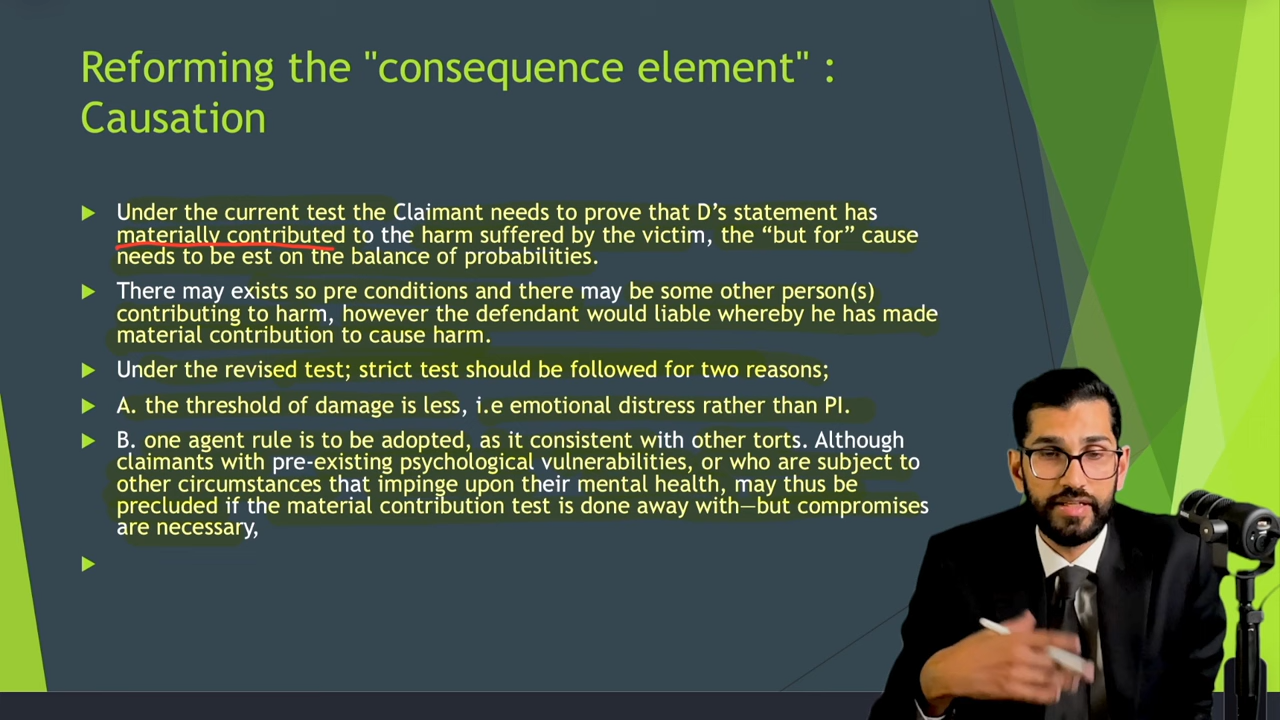 Reforming the "consequence element" :
Causation
Under the current test the Claimant needs to prove that D’s statement has
materially contributed to the harm suffered by the victim, the “but for” cause
needs to be est on the balance of probabilities.
There may exists so pre conditions and there may be some other person(s)
contributing to harm, however the defendant would liable whereby he has made
material contribution to cause harm.
Under the revised test; strict test should be followed for two reasons;
A. the threshold of damage is less, i.e emotional distress rather than PI.
B. one agent rule is to be adopted, as it consistent with other torts. Although
claimants with pre-existing psychological vulnerabilities, or who are subject to
other circumstances that impinge upon their mental health, may thus be
precluded if the material contribution test is done away with—but compromises
are necessary,